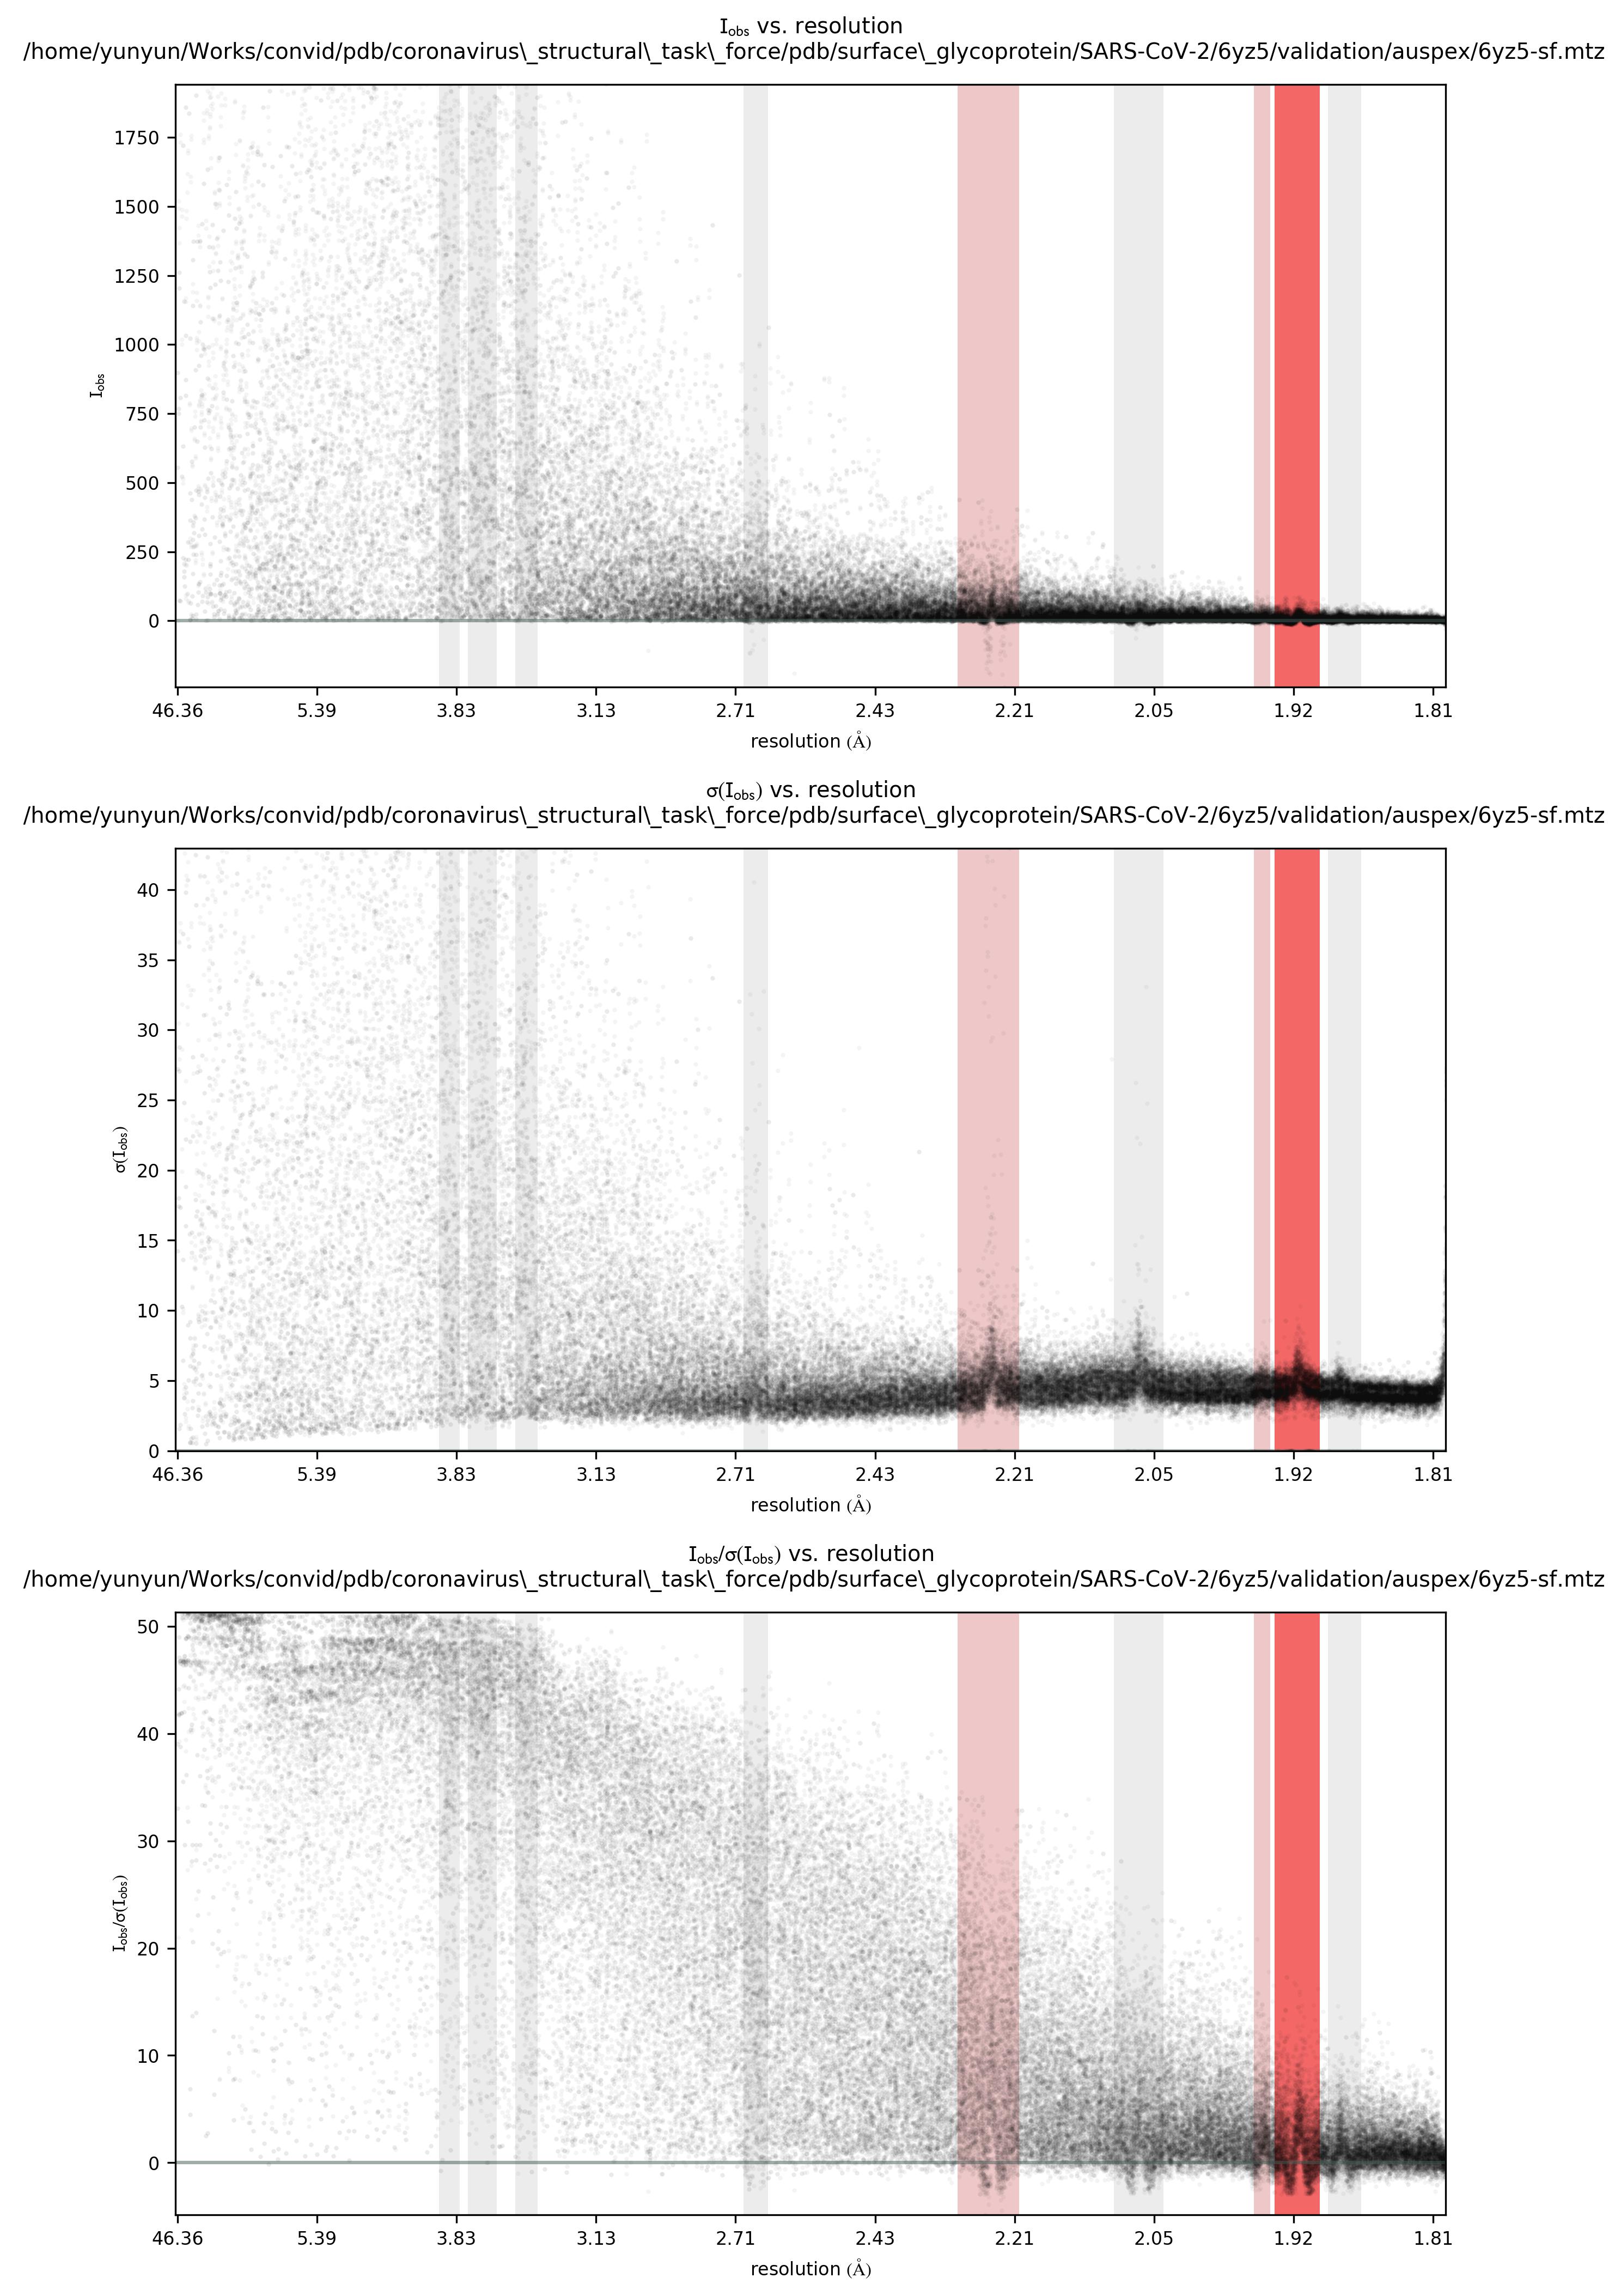 Iobs vs. resolution
/home/yunyun/Works/convid/pdb/coronavirus\_structural\_task\_force/pdb/surface\_glycoprotein/SARS-CoV-2/6yz5/validation/auspex/6yz5-sf.mtz
1750
1500
1250
1000
750
500
250
0
Iobs
46.36 5.39 3.83 3.13 2.71 2.43 2.21 2.05 1.92 1.81
resolution (Å)
σ(Iobs) vs. resolution
/home/yunyun/Works/convid/pdb/coronavirus\_structural\_task\_force/pdb/surface\_glycoprotein/SARS-CoV-2/6yz5/validation/auspex/6yz5-sf.mtz
40
35
30
25
20
15
10
5
0
σ(Iobs)
46.36 5.39 3.83 3.13 2.71 2.43 2.21 2.05 1.92 1.81
resolution (Å)
Iobs/σ(Iobs) vs. resolution
/home/yunyun/Works/convid/pdb/coronavirus\_structural\_task\_force/pdb/surface\_glycoprotein/SARS-CoV-2/6yz5/validation/auspex/6yz5-sf.mtz
50
40
30
20
10
0
Iobs/σ(Iobs)
46.36 5.39 3.83 3.13 2.71 2.43 2.21 2.05 1.92 1.81
resolution (Å)